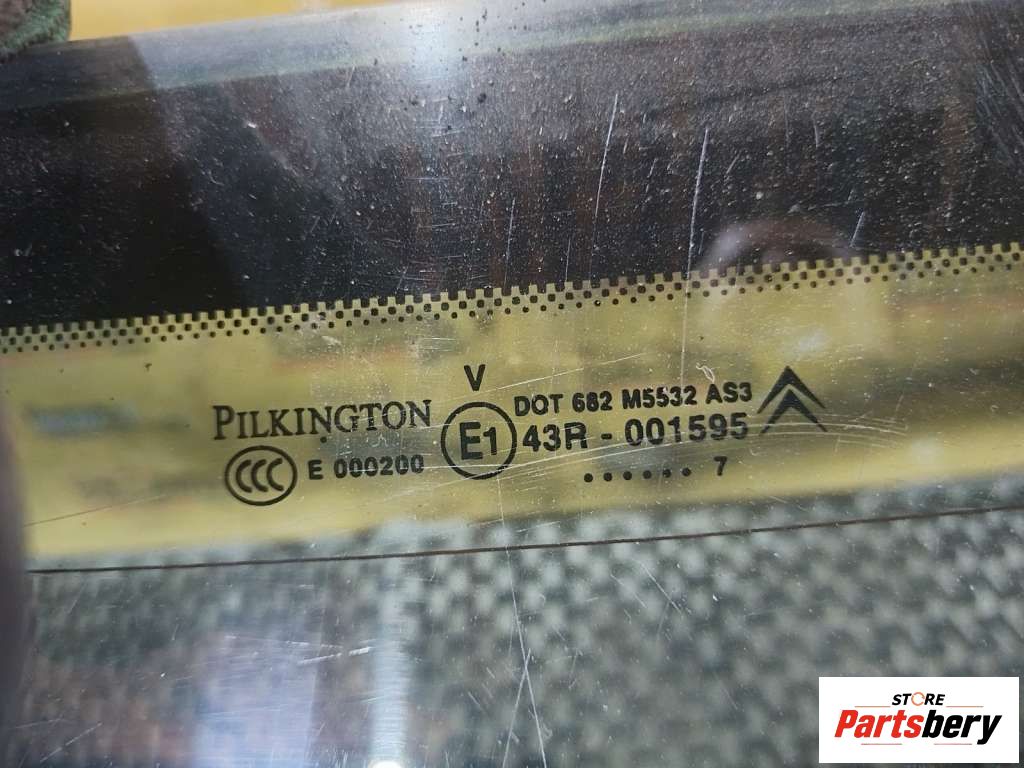 V
PILKINGTON
DOT 682 M5532 AS3
E1
43R - 001595
CCC
E 000200
...... 7
STORE
Partsbery